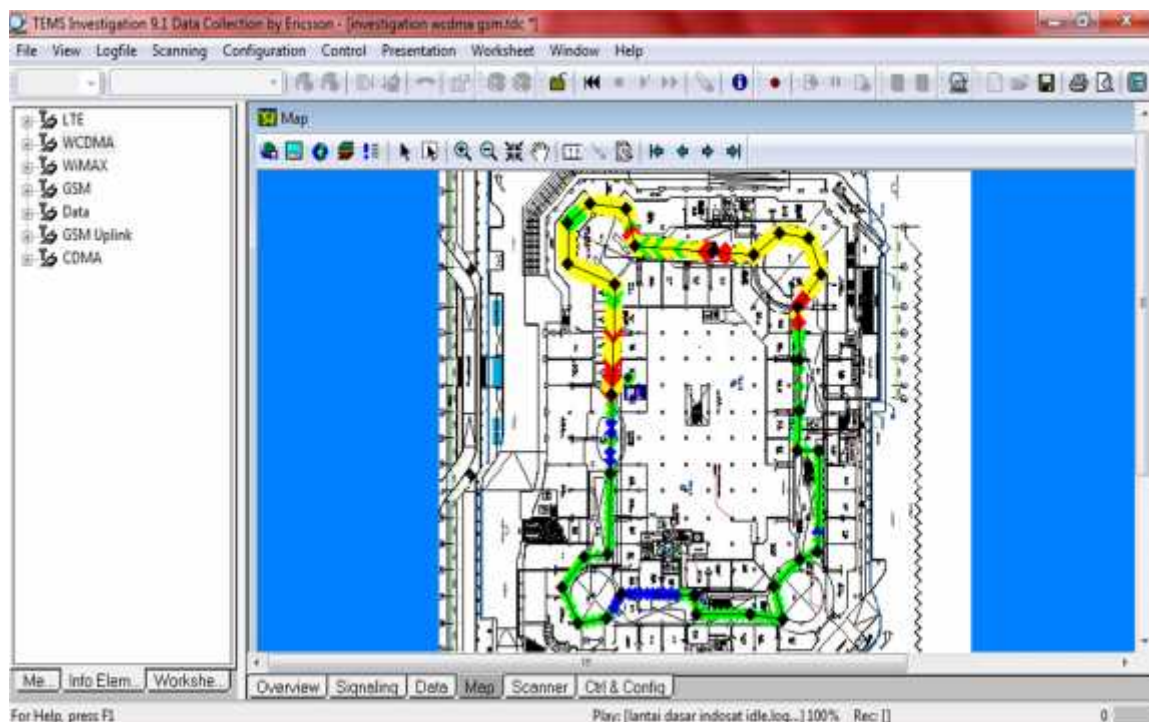 TEMS Investigation 9.1 Data Collection by Ericsson - [investigation wcdma gsm.tdc *]
File View Logfile Scanning Configuration Control Presentation Worksheet Window Help
Map
LTE
WCDMA
WiMAX
GSM
Data
GSM Uplink
CDMA
Me... Info Elem... Workshe...
Overview Signaling Data Map Scanner Ctrl & Config
For Help, press F1 Play: [lantai dasar indosat idle.log...] 100% Rec: [] 0